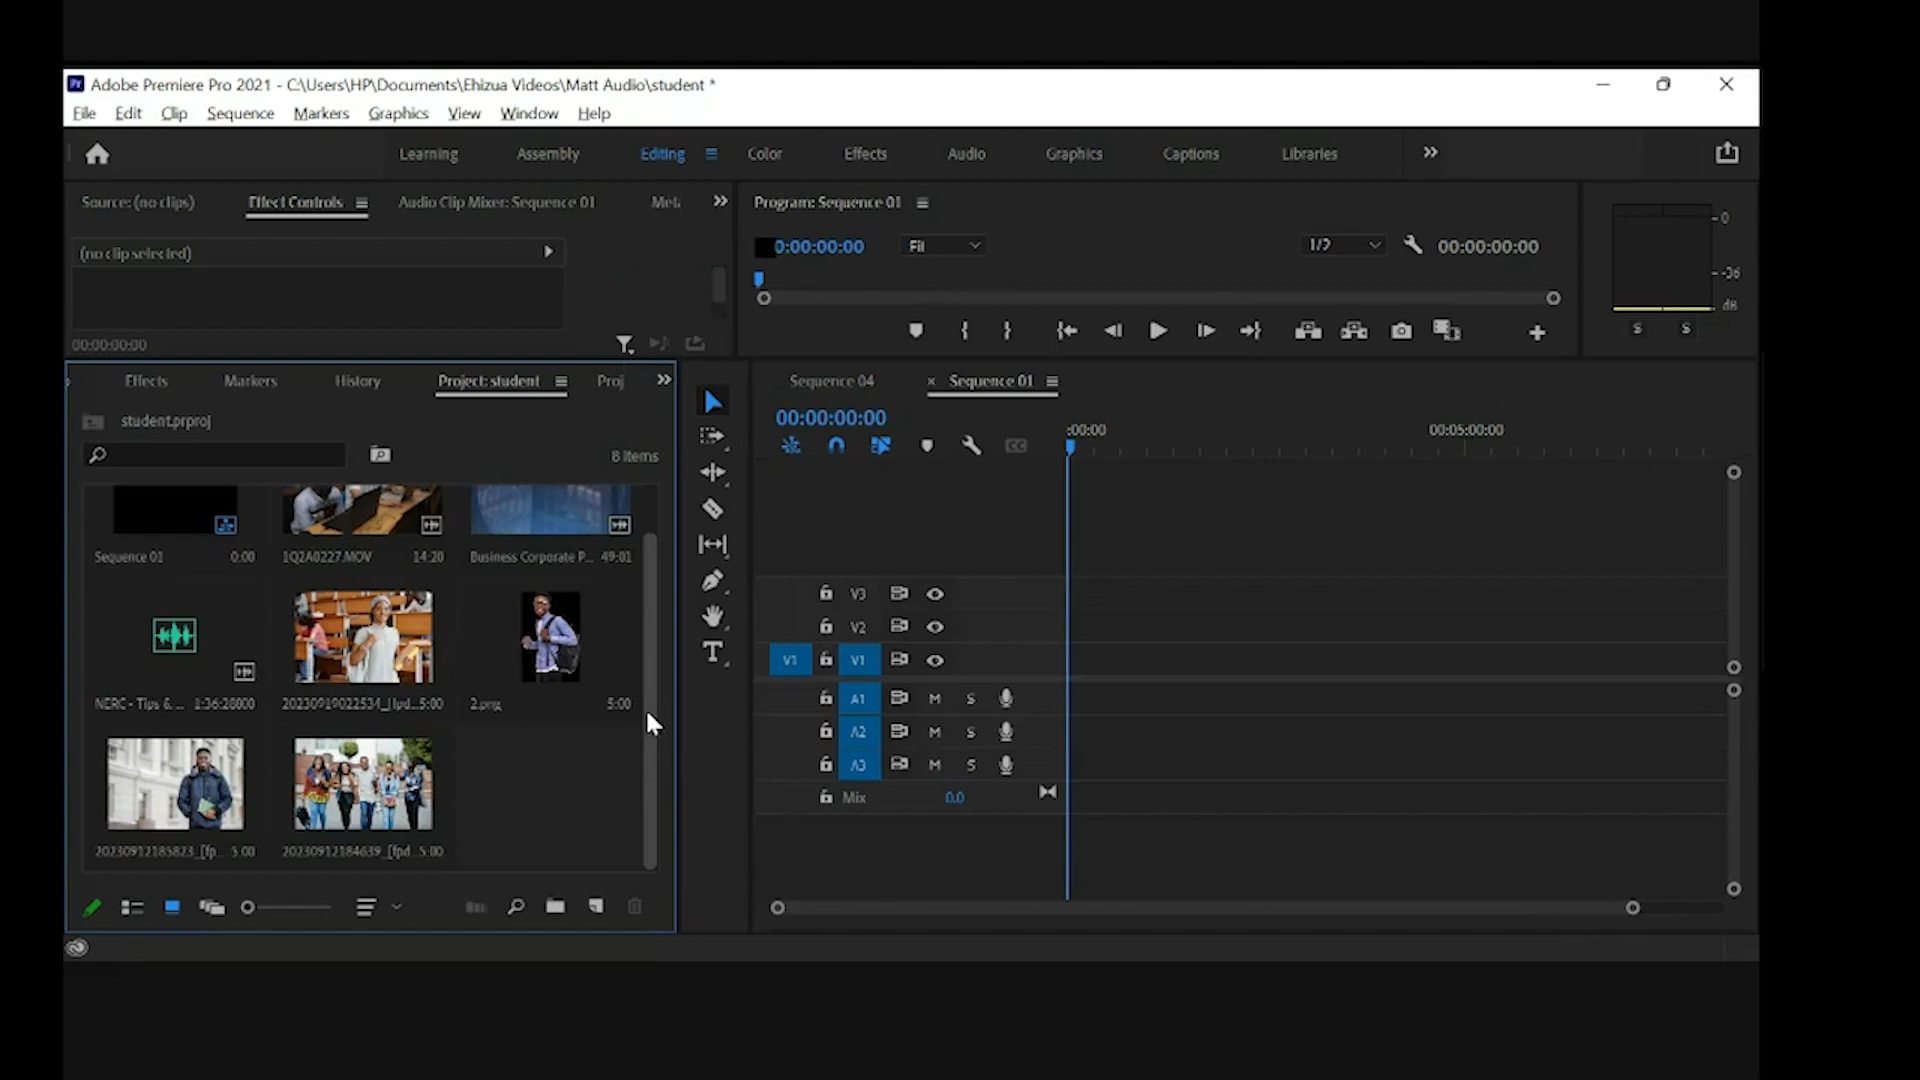 Adobe Premiere Pro 2021 - C:\Users\HP\Documents\Ehizua Videos\Matt Audio\student *
File Edit Clip Sequence Markers Graphics View Window Help
Learning Assembly Editing Color Effects Audio Graphics Captions Libraries
Source: (no clips) Effect Controls Audio Clip Mixer: Sequence 01
Program: Sequence 01
(no clip selected)
00:00:00:00
0:00:00:00 Fit 1/2 00:00:00:00
0
-36
dB
S S
Effects Markers History Project: student Proj
student.prproj
8 Items
Sequence 01 0:00
1Q2A0227.MOV 14:20
Business Corporate P... 49:01
NERC - Tips & ... 1:36:28000
20230919022534_[fpd... 5:00
2.png 5:00
20230912185823_[fp... 5:00
20230912184639_[fpd... 5:00
Sequence 04 × Sequence 01
00:00:00:00
:00:00 00:05:00:00
V3
V2
V1 V1
A1 M S
A2 M S
A3 M S
Mix 0.0